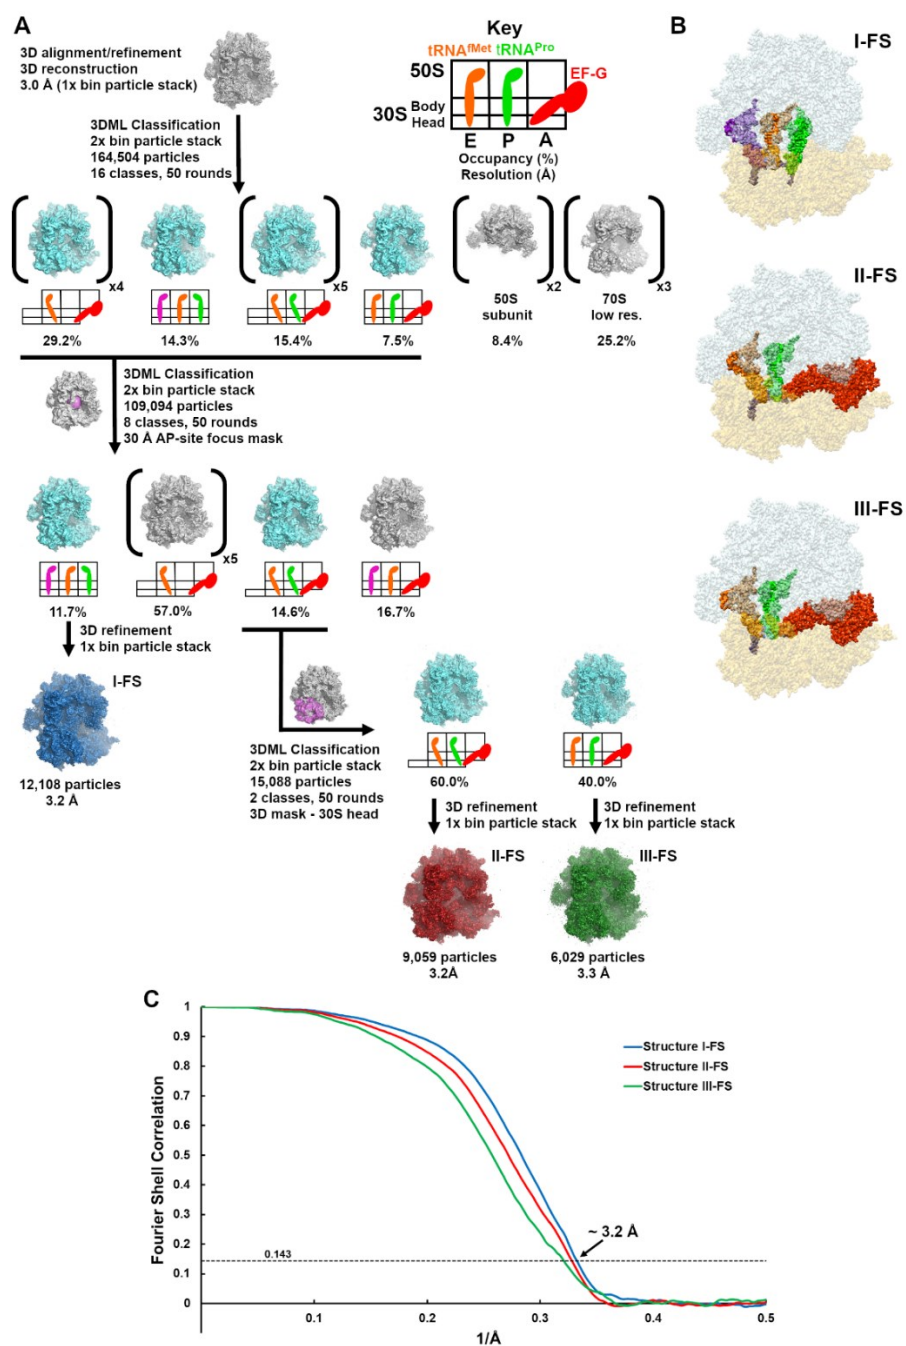 A
3D alignment/refinement
3D reconstruction
3.0 Å (1x bin particle stack)
Key
tRNAfMet tRNAPro
50S
EF-G
30S Body
Head
E P A
Occupancy (%)
Resolution (Å)
3DML Classification
2x bin particle stack
164,504 particles
16 classes, 50 rounds
x4
x5
x2
x3
50S
subunit
70S
low res.
29.2%
14.3%
15.4%
7.5%
8.4%
25.2%
3DML Classification
2x bin particle stack
109,094 particles
8 classes, 50 rounds
30 Å AP-site focus mask
x5
11.7%
57.0%
14.6%
16.7%
3D refinement
1x bin particle stack
I-FS
12,108 particles
3.2 Å
3DML Classification
2x bin particle stack
15,088 particles
2 classes, 50 rounds
3D mask - 30S head
60.0%
40.0%
3D refinement
1x bin particle stack
3D refinement
1x bin particle stack
II-FS
III-FS
9,059 particles
3.2Å
6,029 particles
3.3 Å
B
I-FS
II-FS
III-FS
C
Fourier Shell Correlation
1
0.9
0.8
0.7
0.6
0.5
0.4
0.3
0.2
0.1
0
0.143
~ 3.2 Å
Structure I-FS
Structure II-FS
Structure III-FS
0.1
0.2
0.3
0.4
0.5
1/Å